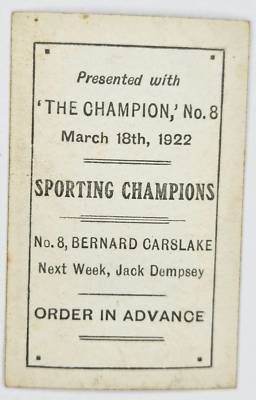 Presented with
'THE CHAMPION,' No. 8
March 18th, 1922
SPORTING CHAMPIONS
No. 8, BERNARD CARSLAKE
Next Week, Jack Dempsey
ORDER IN ADVANCE